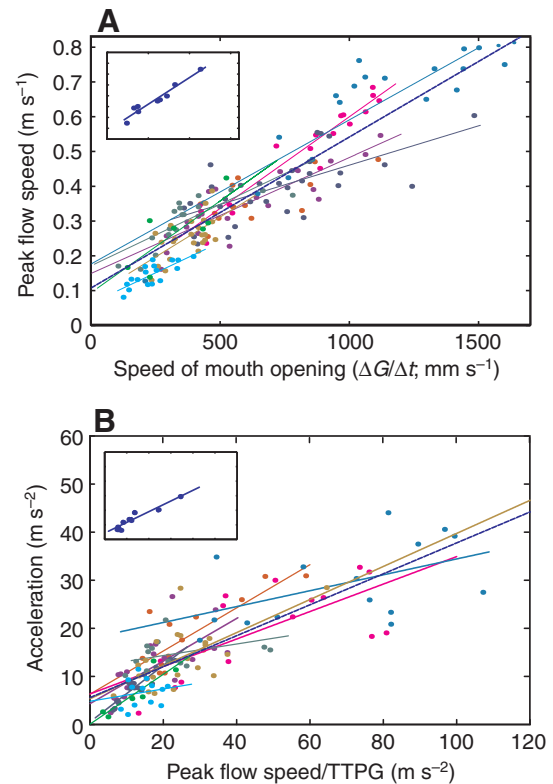 A
0.8
0.7
0.6
0.5
0.4
0.3
0.2
0.1
0
Peak flow speed (m s−1)
0 500 1000 1500
Speed of mouth opening (ΔG/Δt; mm s−1)
B
60
50
40
30
20
10
0
Acceleration (m s−2)
0 20 40 60 80 100 120
Peak flow speed/TTPG (m s−2)